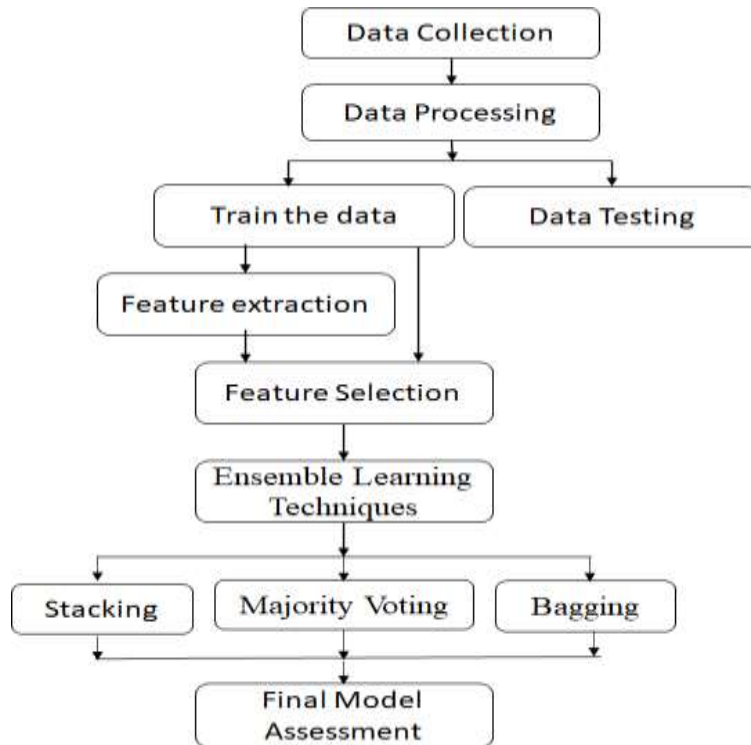 Data Collection
Data Processing
Train the data
Data Testing
Feature extraction
Feature Selection
Ensemble Learning
Techniques
Stacking
Majority Voting
Bagging
Final Model
Assessment